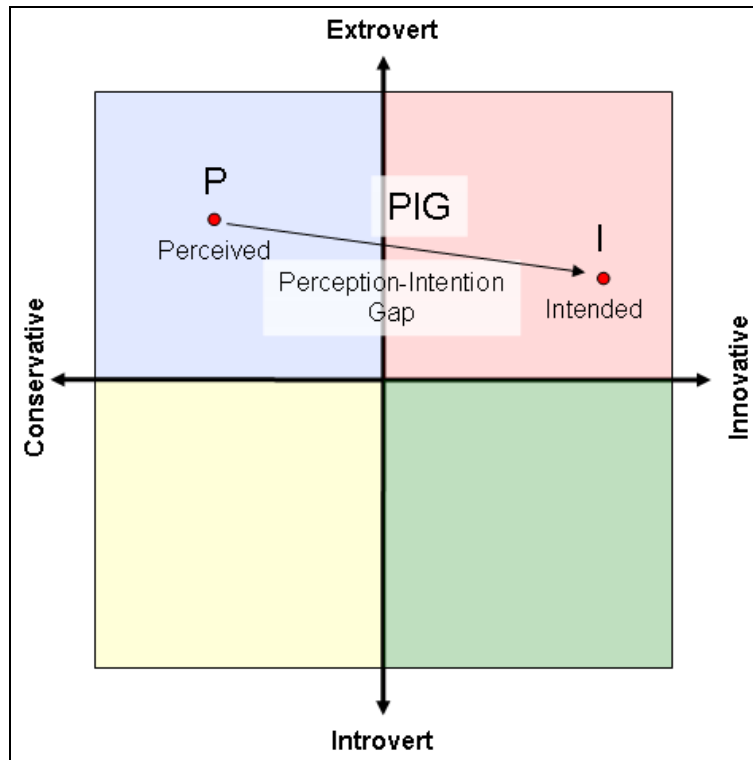 Extrovert
P
PIG
I
Perceived
Perception-Intention
Gap
Intended
Conservative
Innovative
Introvert